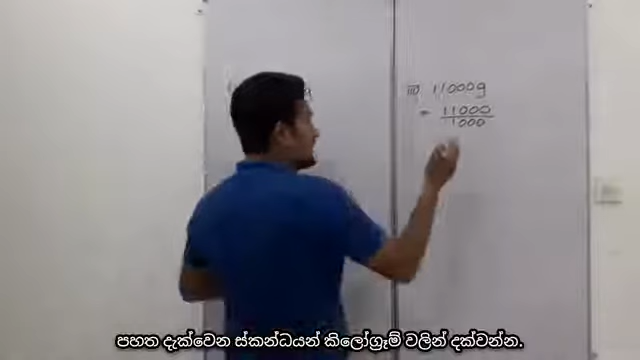 iii) 11000g
= 11000
1000
පහත දැක්වෙන ස්කන්ධයන් කිලෝග්‍රෑම් වලින් දක්වන්න.